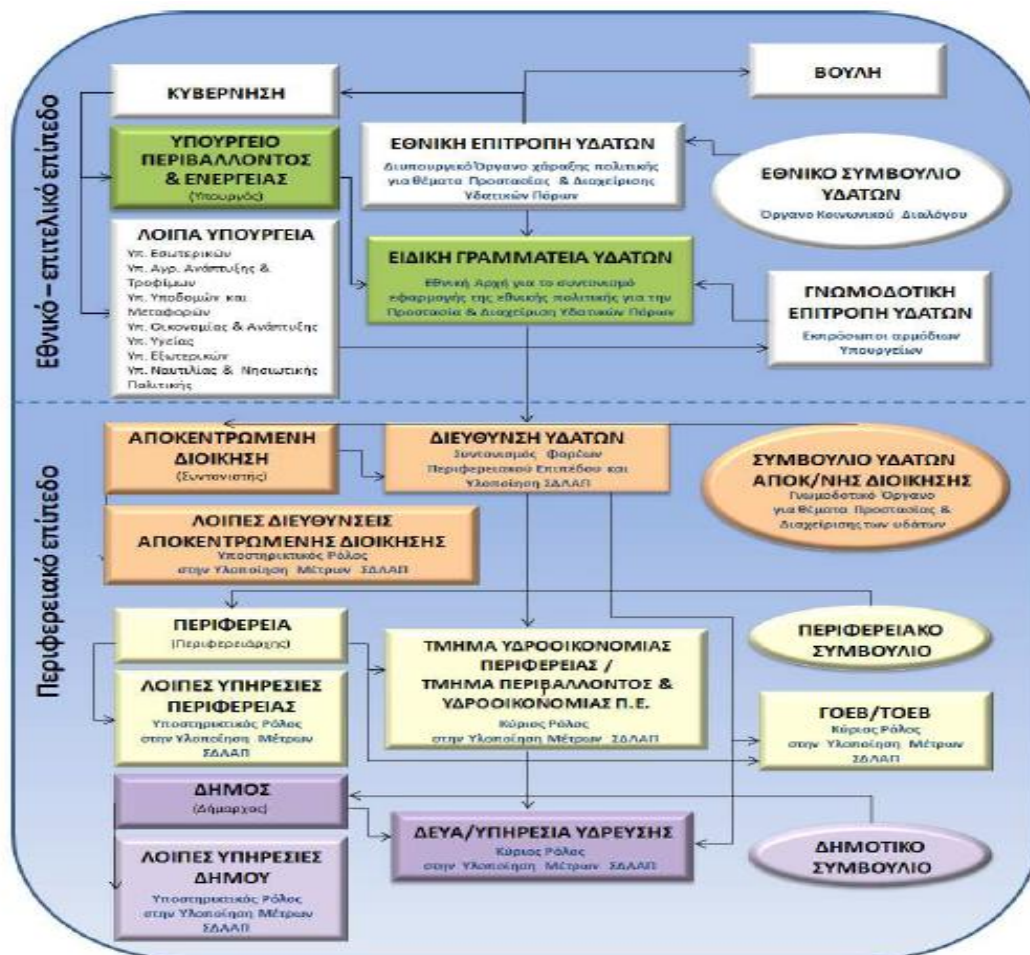 Εθνικό – επιτελικό επίπεδο
ΚΥΒΕΡΝΗΣΗ
ΒΟΥΛΗ
ΥΠΟΥΡΓΕΙΟ
ΠΕΡΙΒΑΛΛΟΝΤΟΣ
& ΕΝΕΡΓΕΙΑΣ
(Υπουργός)
ΕΘΝΙΚΗ ΕΠΙΤΡΟΠΗ ΥΔΑΤΩΝ
Διυπουργικό Όργανο χάραξης πολιτικής
για θέματα Προστασίας & Διαχείρισης
Υδατικών Πόρων
ΕΘΝΙΚΟ ΣΥΜΒΟΥΛΙΟ
ΥΔΑΤΩΝ
Όργανο Κοινωνικού Διαλόγου
ΛΟΙΠΑ ΥΠΟΥΡΓΕΙΑ
Υπ. Εσωτερικών
Υπ. Αγρ. Ανάπτυξης &
Τροφίμων
Υπ. Υποδομών και
Μεταφορών
Υπ. Οικονομίας & Ανάπτυξης
Υπ. Υγείας
Υπ. Εξωτερικών
Υπ. Ναυτιλίας & Νησιωτικής
Πολιτικής
ΕΙΔΙΚΗ ΓΡΑΜΜΑΤΕΙΑ ΥΔΑΤΩΝ
Εθνική Αρχή για το συντονισμό
εφαρμογής της εθνικής πολιτικής για την
Προστασία & Διαχείριση Υδατικών Πόρων
ΓΝΩΜΟΔΟΤΙΚΗ
ΕΠΙΤΡΟΠΗ ΥΔΑΤΩΝ
Εκπρόσωποι αρμόδιων
Υπουργείων
Περιφερειακό επίπεδο
ΑΠΟΚΕΝΤΡΩΜΕΝΗ
ΔΙΟΙΚΗΣΗ
(Συντονιστής)
ΔΙΕΥΘΥΝΣΗ ΥΔΑΤΩΝ
Συντονισμός Φορέων
Περιφερειακού Επιπέδου και
Υλοποίηση ΣΔΛΑΠ
ΣΥΜΒΟΥΛΙΟ ΥΔΑΤΩΝ
ΑΠΟΚ/ΝΗΣ ΔΙΟΙΚΗΣΗΣ
Γνωμοδοτικό Όργανο
για θέματα Προστασίας &
Διαχείρισης των υδάτων
ΛΟΙΠΕΣ ΔΙΕΥΘΥΝΣΕΙΣ
ΑΠΟΚΕΝΤΡΩΜΕΝΗΣ ΔΙΟΙΚΗΣΗΣ
Υποστηρικτικός Ρόλος
στην Υλοποίηση Μέτρων ΣΔΛΑΠ
ΠΕΡΙΦΕΡΕΙΑ
(Περιφερειάρχης)
ΤΜΗΜΑ ΥΔΡΟΟΙΚΟΝΟΜΙΑΣ
ΠΕΡΙΦΕΡΕΙΑΣ /
ΤΜΗΜΑ ΠΕΡΙΒΑΛΛΟΝΤΟΣ &
ΥΔΡΟΟΙΚΟΝΟΜΙΑΣ Π.Ε.
Κύριος Ρόλος
στην Υλοποίηση Μέτρων ΣΔΛΑΠ
ΠΕΡΙΦΕΡΕΙΑΚΟ
ΣΥΜΒΟΥΛΙΟ
ΛΟΙΠΕΣ ΥΠΗΡΕΣΙΕΣ
ΠΕΡΙΦΕΡΕΙΑΣ
Υποστηρικτικός Ρόλος
στην Υλοποίηση Μέτρων
ΣΔΛΑΠ
ΓΟΕΒ/ΤΟΕΒ
Κύριος Ρόλος
στην Υλοποίηση Μέτρων
ΣΔΛΑΠ
ΔΗΜΟΣ
(Δήμαρχος)
ΔΕΥΑ/ΥΠΗΡΕΣΙΑ ΥΔΡΕΥΣΗΣ
Κύριος Ρόλος
στην Υλοποίηση Μέτρων ΣΔΛΑΠ
ΔΗΜΟΤΙΚΟ
ΣΥΜΒΟΥΛΙΟ
ΛΟΙΠΕΣ ΥΠΗΡΕΣΙΕΣ
ΔΗΜΟΥ
Υποστηρικτικός Ρόλος
στην Υλοποίηση Μέτρων
ΣΔΛΑΠ